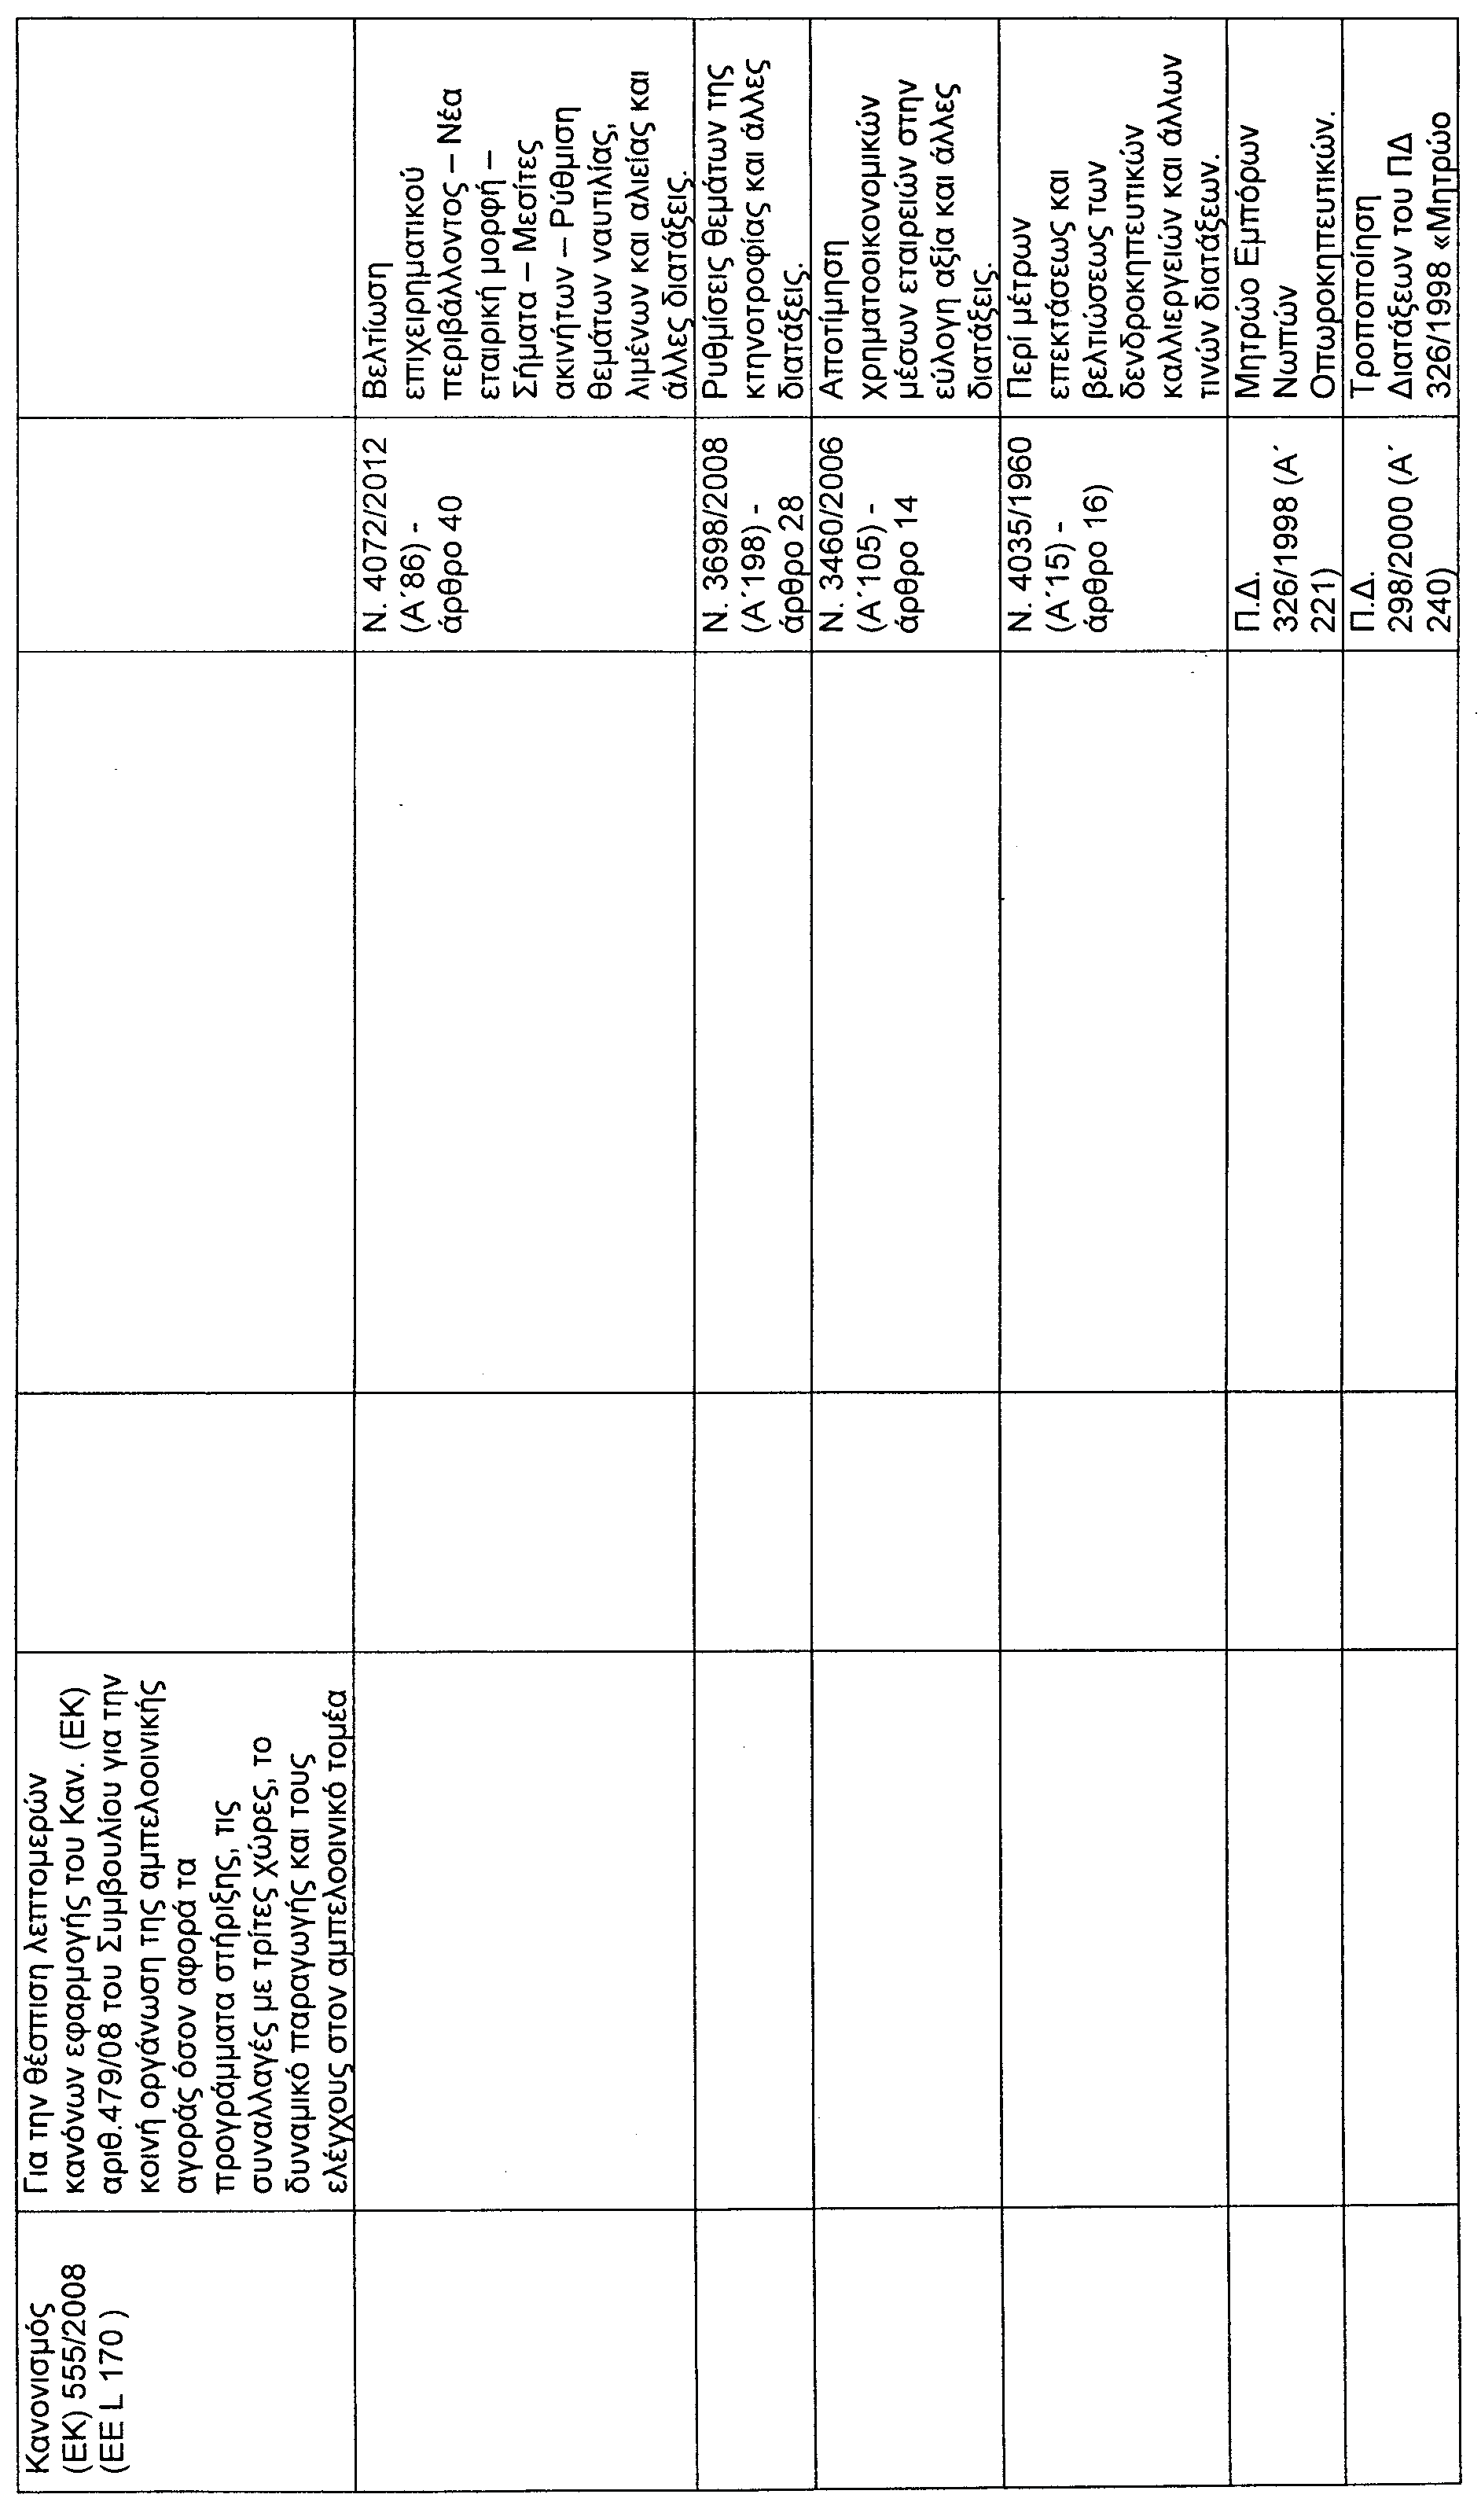 Κανονισμός
(ΕΚ) 555/2008
(ΕΕ L 170 )
Για την θέσπιση λεπτομερών
κανόνων εφαρμογής του Καν. (ΕΚ)
αριθ.479/08 του Συμβουλίου για την
κοινή οργάνωση της αμπελοοινικής
αγοράς όσον αφορά τα
προγράμματα στήριξης, τις
συναλλαγές με τρίτες χώρες, το
δυναμικό παραγωγής και τους
ελέγχους στον αμπελοοινικό τομέα
Ν. 4072/2012
(Α΄86) -
άρθρο 40
Βελτίωση
επιχειρηματικού
περιβάλλοντος – Νέα
εταιρική μορφή –
Σήματα – Μεσίτες
ακινήτων – Ρύθμιση
θεμάτων ναυτιλίας,
λιμένων και αλιείας και
άλλες διατάξεις.
Ν. 3698/2008
(Α΄198) -
άρθρο 28
Ρυθμίσεις θεμάτων της
κτηνοτροφίας και άλλες
διατάξεις.
Ν. 3460/2006
(Α΄105) -
άρθρο 14
Αποτίμηση
χρηματοοικονομικών
μέσων εταιρειών στην
εύλογη αξία και άλλες
διατάξεις.
Ν. 4035/1960
(Α΄15) -
άρθρο 16)
Περί μέτρων
επεκτάσεως και
βελτιώσεως των
δενδροκηπευτικών
καλλιεργειών και άλλων
τινών διατάξεων.
Π.Δ.
326/1998 (Α΄
221)
Μητρώο Εμπόρων
Νωπών
Οπωροκηπευτικών.
Π.Δ.
298/2000 (Α΄
240)
Τροποποίηση
Διατάξεων του ΠΔ
326/1998 «Μητρώο